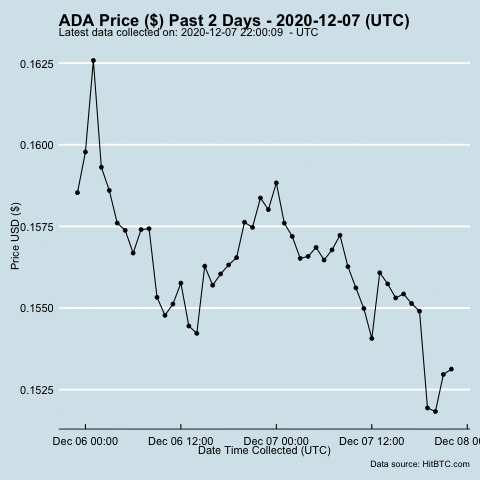 ADA Price ($) Past 2 Days - 2020-12-07 (UTC)
Latest data collected on: 2020-12-07 22:00:09 - UTC
0.1625
0.1600
0.1575
0.1550
0.1525
Price USD ($)
Dec 06 00:00 Dec 06 12:00 Dec 07 00:00 Dec 07 12:00 Dec 08 0
Date Time Collected (UTC)
Data source: HitBTC.com